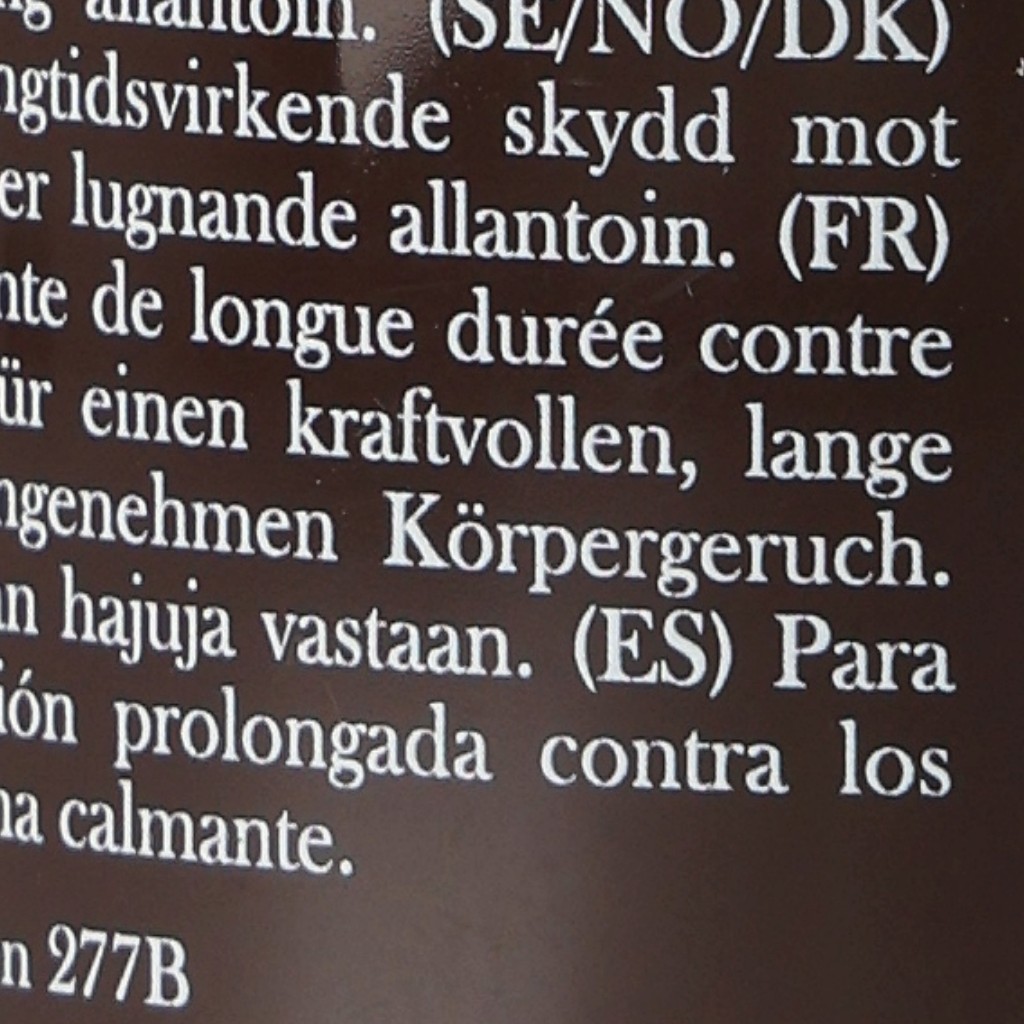 allantoin. (SE/NO/DK)
ngtidsvirkende skydd mot
er lugnande allantoin. (FR)
nte de longue durée contre
ür einen kraftvollen, lange
ngenehmen Körpergeruch.
an hajuja vastaan. (ES) Para
ión prolongada contra los
na calmante.
n 277B